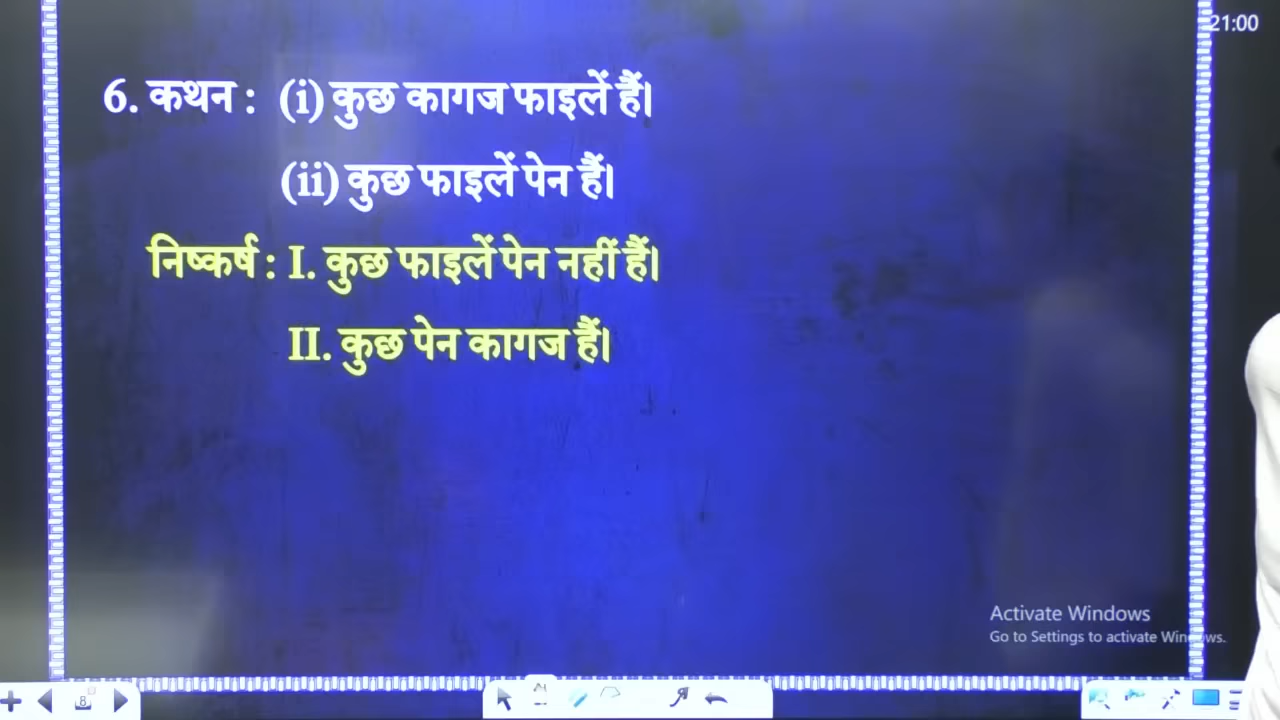 21:00
6. कथन : (i) कुछ कागज फाइलें हैं।
(ii) कुछ फाइलें पेन हैं।
निष्कर्ष : I. कुछ फाइलें पेन नहीं हैं।
II. कुछ पेन कागज हैं।
Activate Windows
Go to Settings to activate Windows.
8